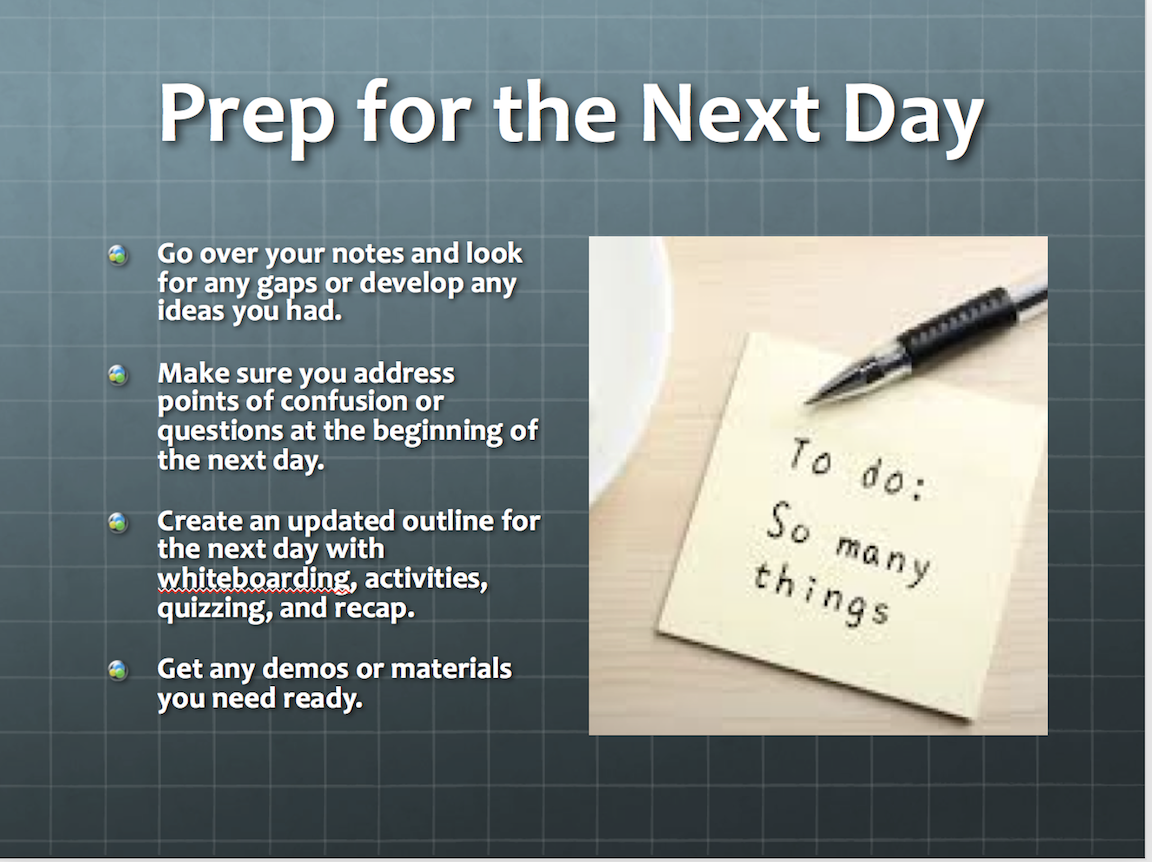 Prep for the Next Day
Go over your notes and look
for any gaps or develop any
ideas you had.
Make sure you address
points of confusion or
questions at the beginning of
the next day.
Create an updated outline for
the next day with
whiteboarding, activities,
quizzing, and recap.
Get any demos or materials
you need ready.
To do:
So many
things